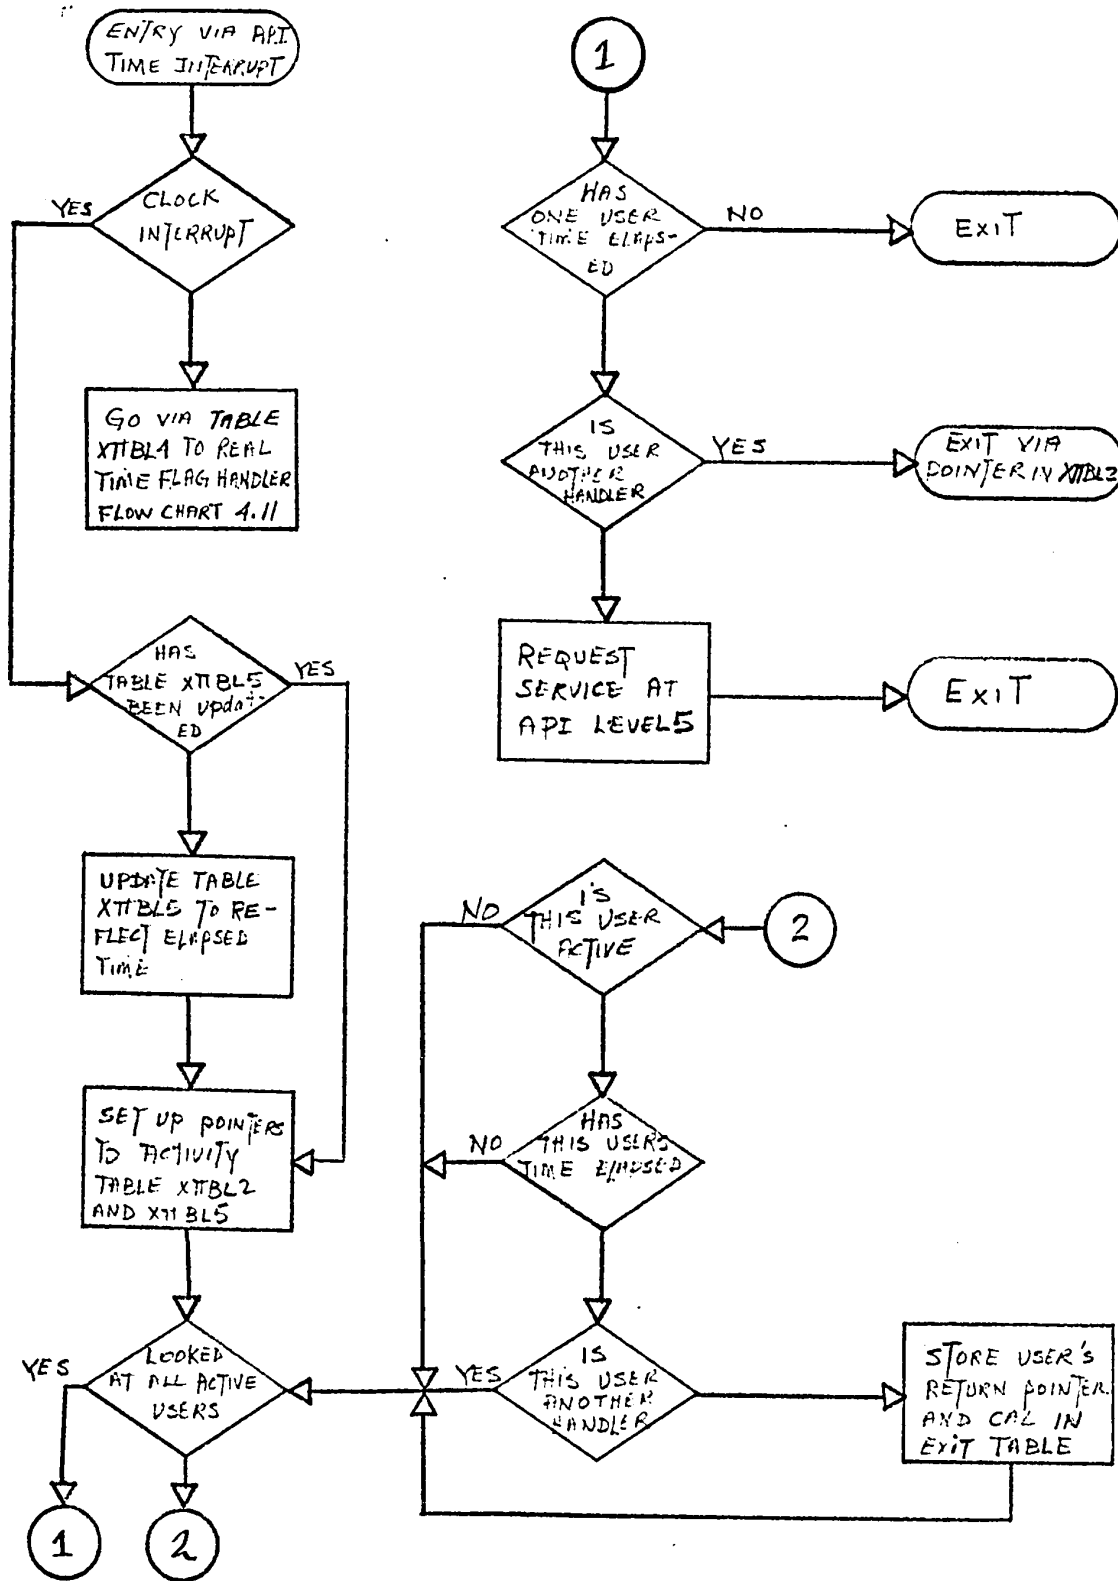 ENTRY VIA API
TIME INTERRUPT
CLOCK
INTERRUPT
YES
GO VIA TABLE
XTTBL4 TO REAL
TIME FLAG HANDLER
FLOW CHART 4.11
HAS
TABLE XTTBL5
BEEN UPDAT-
ED
YES
UPDATE TABLE
XTTBL5 TO RE-
FLECT ELAPSED
TIME
SET UP POINTERS
TO ACTIVITY
TABLE XTTBL2
AND XTTBL5
LOOKED
AT ALL ACTIVE
USERS
YES
1
2
1
HAS
ONE USER
TIME ELAPS-
ED
NO
EXIT
IS
THIS USER
ANOTHER
HANDLER
YES
EXIT VIA
POINTER IN XTTBL3
REQUEST
SERVICE AT
API LEVEL5
EXIT
2
IS
THIS USER
ACTIVE
NO
HAS
THIS USERS
TIME ELAPSED
NO
IS
THIS USER
ANOTHER
HANDLER
YES
STORE USER'S
RETURN POINTER
AND CAL IN
EXIT TABLE